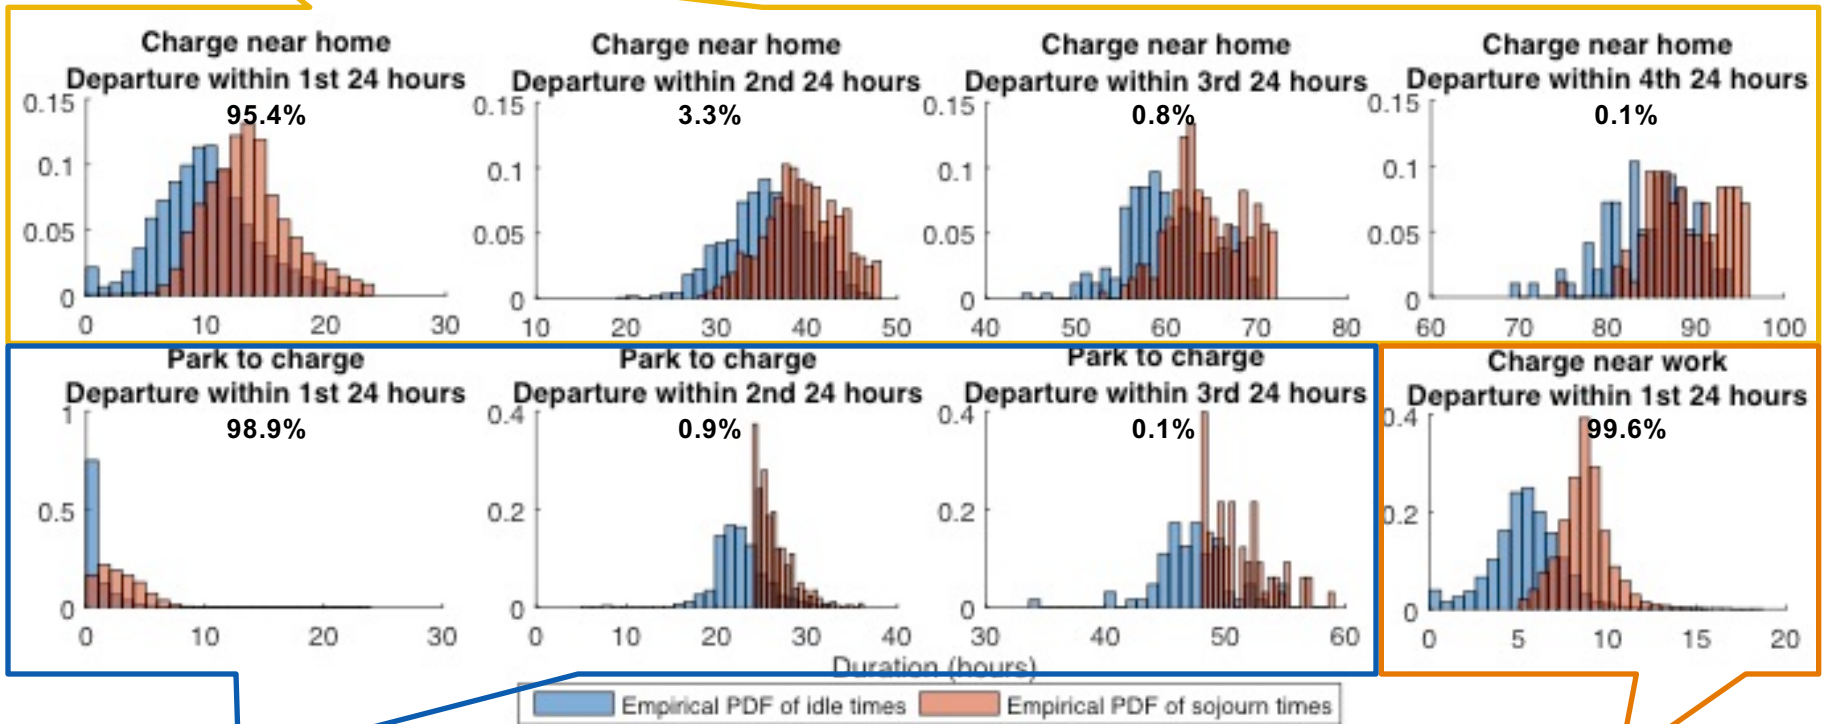 Charge near home
Departure within 1st 24 hours
95.4%
0.15
0.1
0.05
0
0 10 20 30
Charge near home
Departure within 2nd 24 hours
3.3%
0.15
0.1
0.05
0
10 20 30 40 50
Charge near home
Departure within 3rd 24 hours
0.8%
0.15
0.1
0.05
0
40 50 60 70 80
Charge near home
Departure within 4th 24 hours
0.1%
0.15
0.1
0.05
0
60 70 80 90 100
Park to charge
Departure within 1st 24 hours
98.9%
1
0.5
0
0 10 20 30
Park to charge
Departure within 2nd 24 hours
0.9%
0.4
0.2
0
0 10 20 30 40
Park to charge
Departure within 3rd 24 hours
0.1%
0.4
0.2
0
30 40 50 60
Charge near work
Departure within 1st 24 hours
99.6%
0.4
0.2
0
0 5 10 15 20
Duration (hours)
Empirical PDF of idle times Empirical PDF of sojourn times